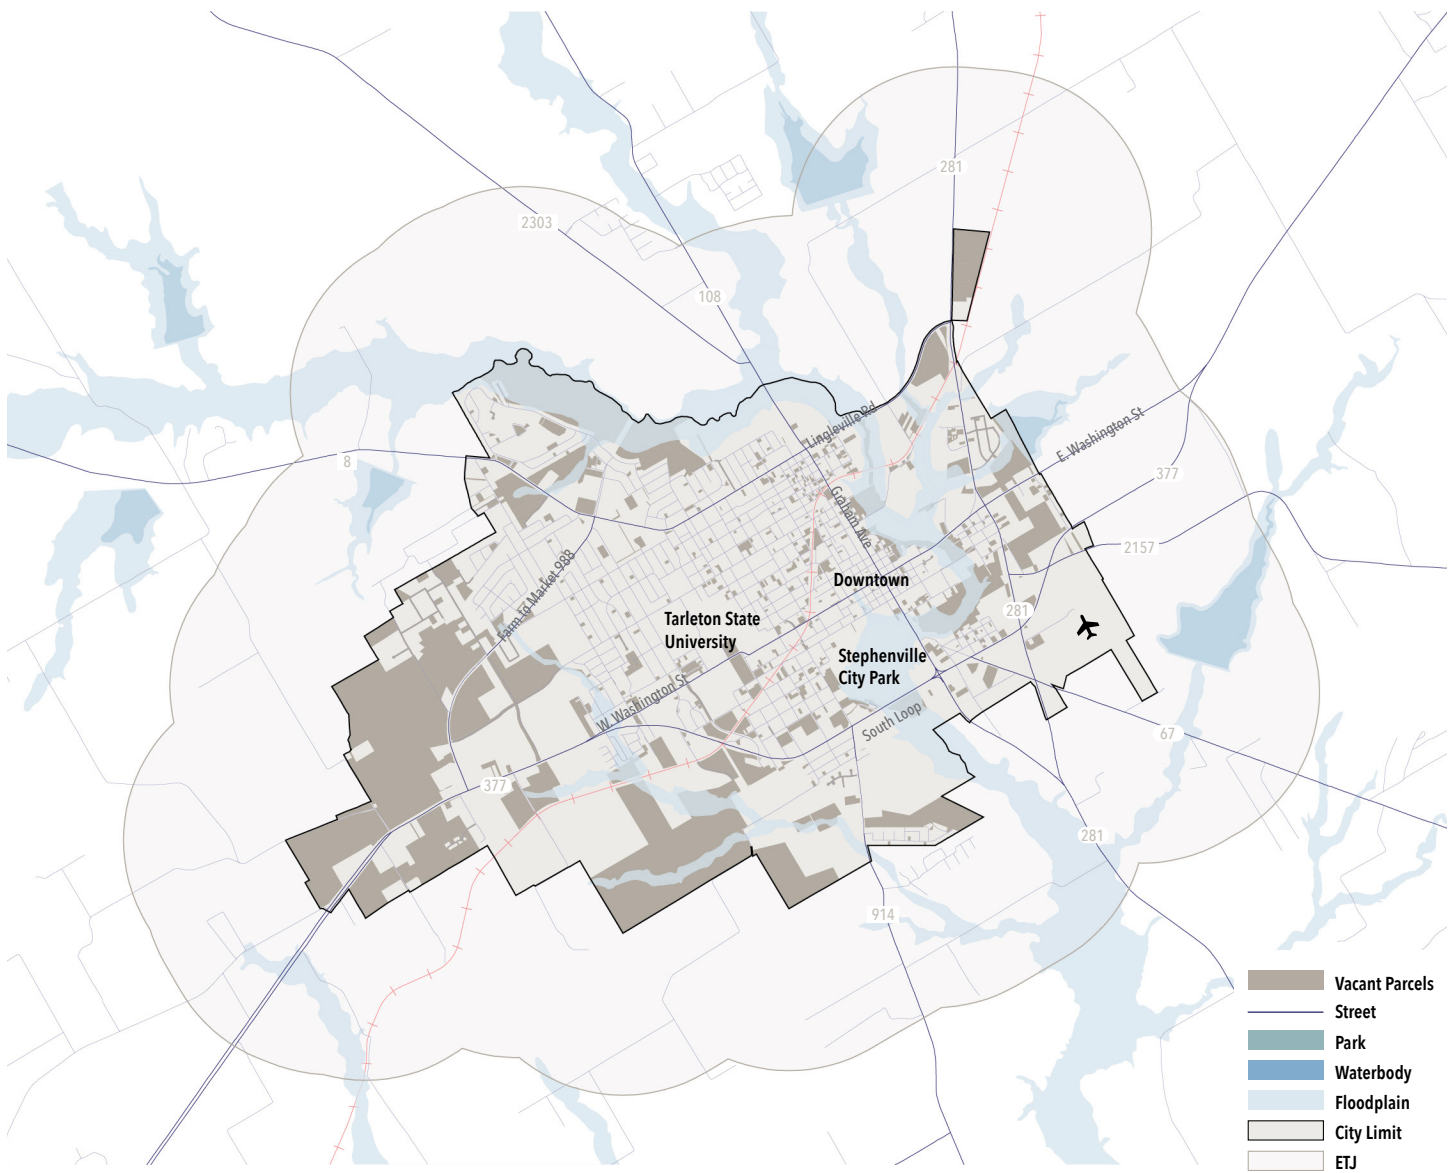 281
2303
108
Lingleville Rd
E. Washington St
8
377
Graham Ave
2157
Farm to Market 988
Downtown
281
Tarleton State
University
Stephenville
City Park
W. Washington St
South Loop
67
377
281
914
Vacant Parcels
Street
Park
Waterbody
Floodplain
City Limit
ETJ